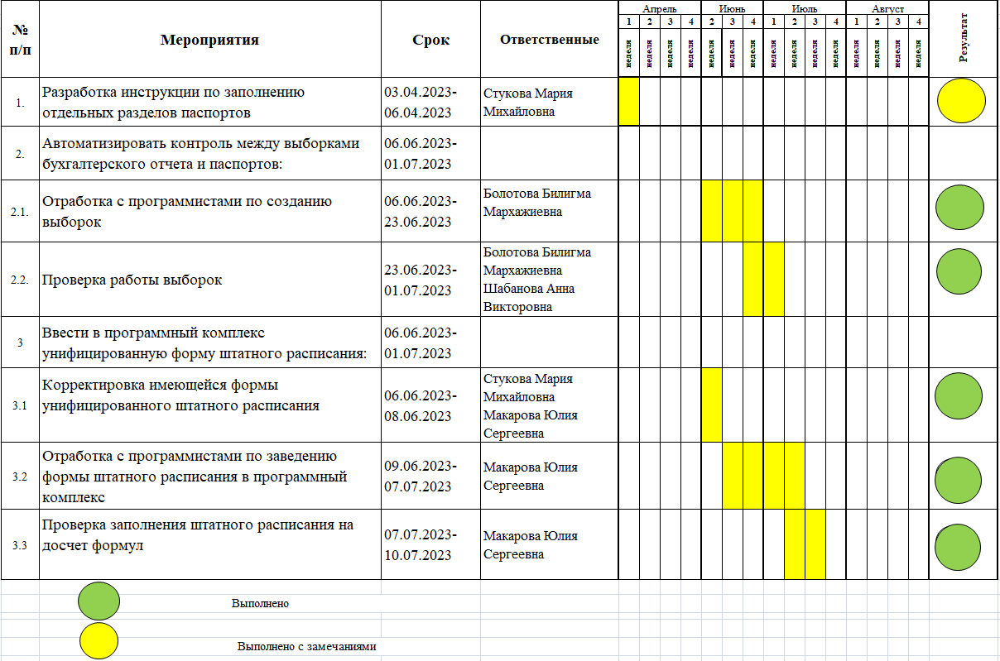 №
п/п
Мероприятия
Срок
Ответственные
Апрель
Июнь
Июль
Август
Результат
1 2 3 4 2 3 4 1 2 3 4 1 2 3 4
неделя неделя неделя неделя неделя неделя неделя неделя неделя неделя неделя неделя неделя неделя неделя
1.
Разработка инструкции по заполнению
отдельных разделов паспортов
03.04.2023-
06.04.2023
Стукова Мария
Михайловна
2.
Автоматизировать контроль между выборками
бухгалтерского отчета и паспортов:
06.06.2023-
01.07.2023
2.1.
Отработка с программистами по созданию
выборок
06.06.2023-
23.06.2023
Болотова Билигма
Мархажиевна
2.2.
Проверка работы выборок
23.06.2023-
01.07.2023
Болотова Билигма
Мархажиевна
Шабанова Анна
Викторовна
3
Ввести в программный комплекс
унифицированную форму штатного расписания:
06.06.2023-
01.07.2023
3.1
Корректировка имеющейся формы
унифицированного штатного расписания
06.06.2023-
08.06.2023
Стукова Мария
Михайловна
Макарова Юлия
Сергеевна
3.2
Отработка с программистами по заведению
формы штатного расписания в программный
комплекс
09.06.2023-
07.07.2023
Макарова Юлия
Сергеевна
3.3
Проверка заполнения штатного расписания на
досчет формул
07.07.2023-
10.07.2023
Макарова Юлия
Сергеевна
Выполнено
Выполнено с замечаниями